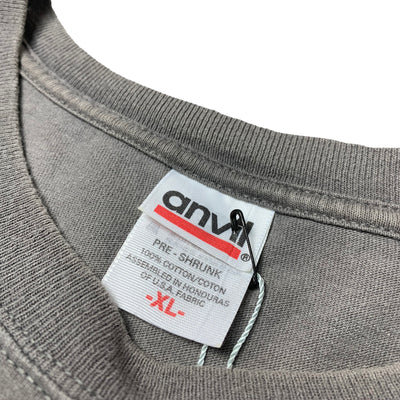 anvil
®
PRE-SHRUNK
100% COTTON/COTON
ASSEMBLED IN HONDURAS
OF U.S.A. FABRIC
-XL-